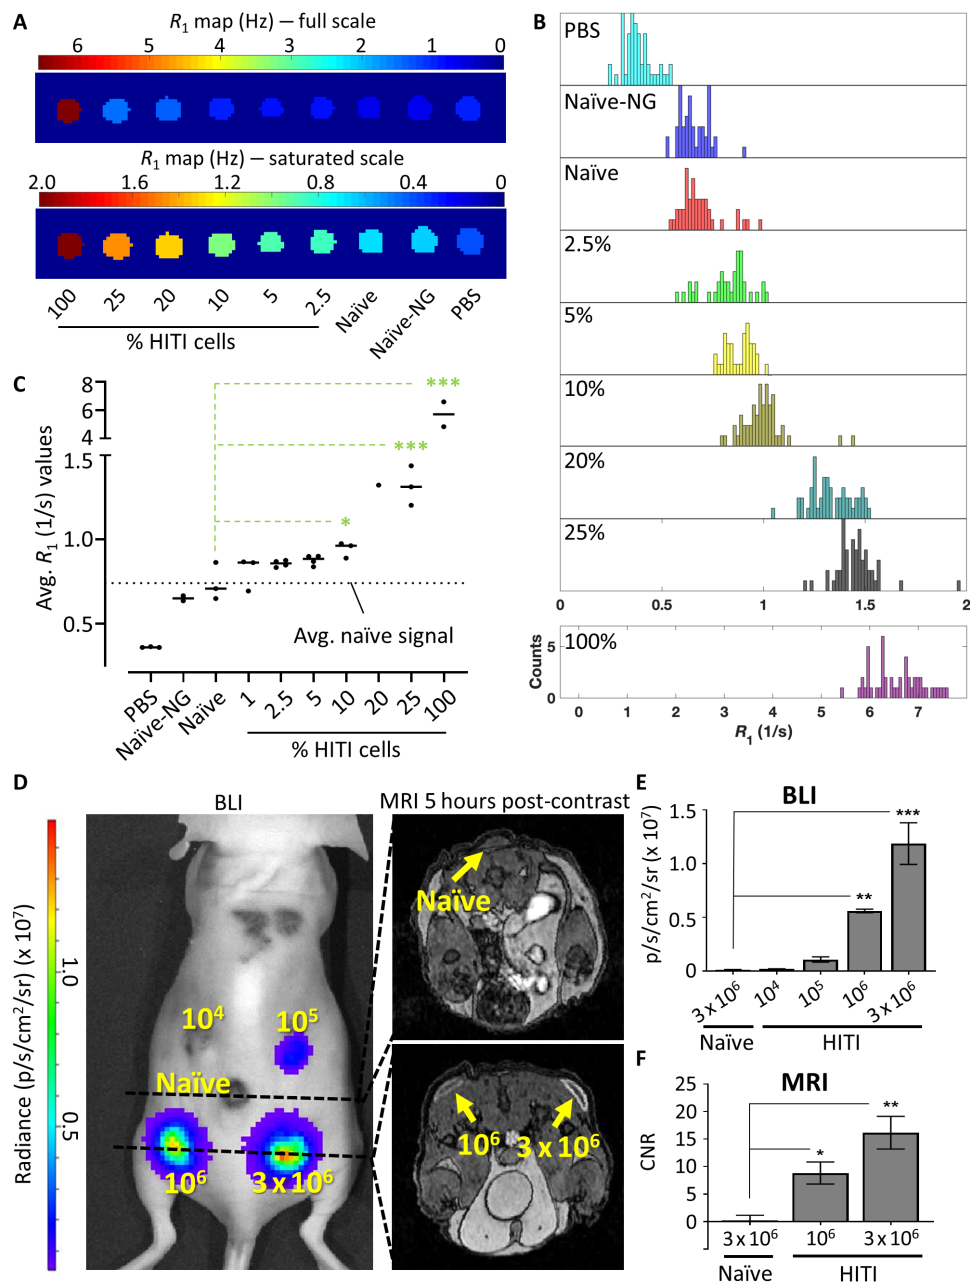 A
R1 map (Hz) — full scale
6 5 4 3 2 1 0
R1 map (Hz) — saturated scale
2.0 1.6 1.2 0.8 0.4 0
100 25 20 10 5 2.5 Naïve Naïve-NG PBS
% HITI cells
B
PBS
Naïve-NG
Naïve
2.5%
5%
10%
20%
25%
0 0.5 1 1.5 2
100%
Counts
5
0
0 1 2 3 4 5 6 7
R1 (1/s)
C
Avg. R1 (1/s) values
8
6
4
1.5
1.0
0.5
***
***
*
Avg. naïve signal
PBS Naïve-NG Naïve 1 2.5 5 10 20 25 100
% HITI cells
D
BLI
MRI 5 hours post-contrast
Radiance (p/s/cm²/sr) (x 10⁷)
1.0
0.5
10⁴
10⁵
Naïve
10⁶
3 x 10⁶
Naïve
10⁶
3 x 10⁶
E
BLI
p/s/cm²/sr (x 10⁷)
1.5
1.0
0.5
0
**
***
3 x 10⁶ 10⁴ 10⁵ 10⁶ 3 x 10⁶
Naïve HITI
F
MRI
CNR
25
20
15
10
5
0
*
**
3 x 10⁶ 10⁶ 3 x 10⁶
Naïve HITI